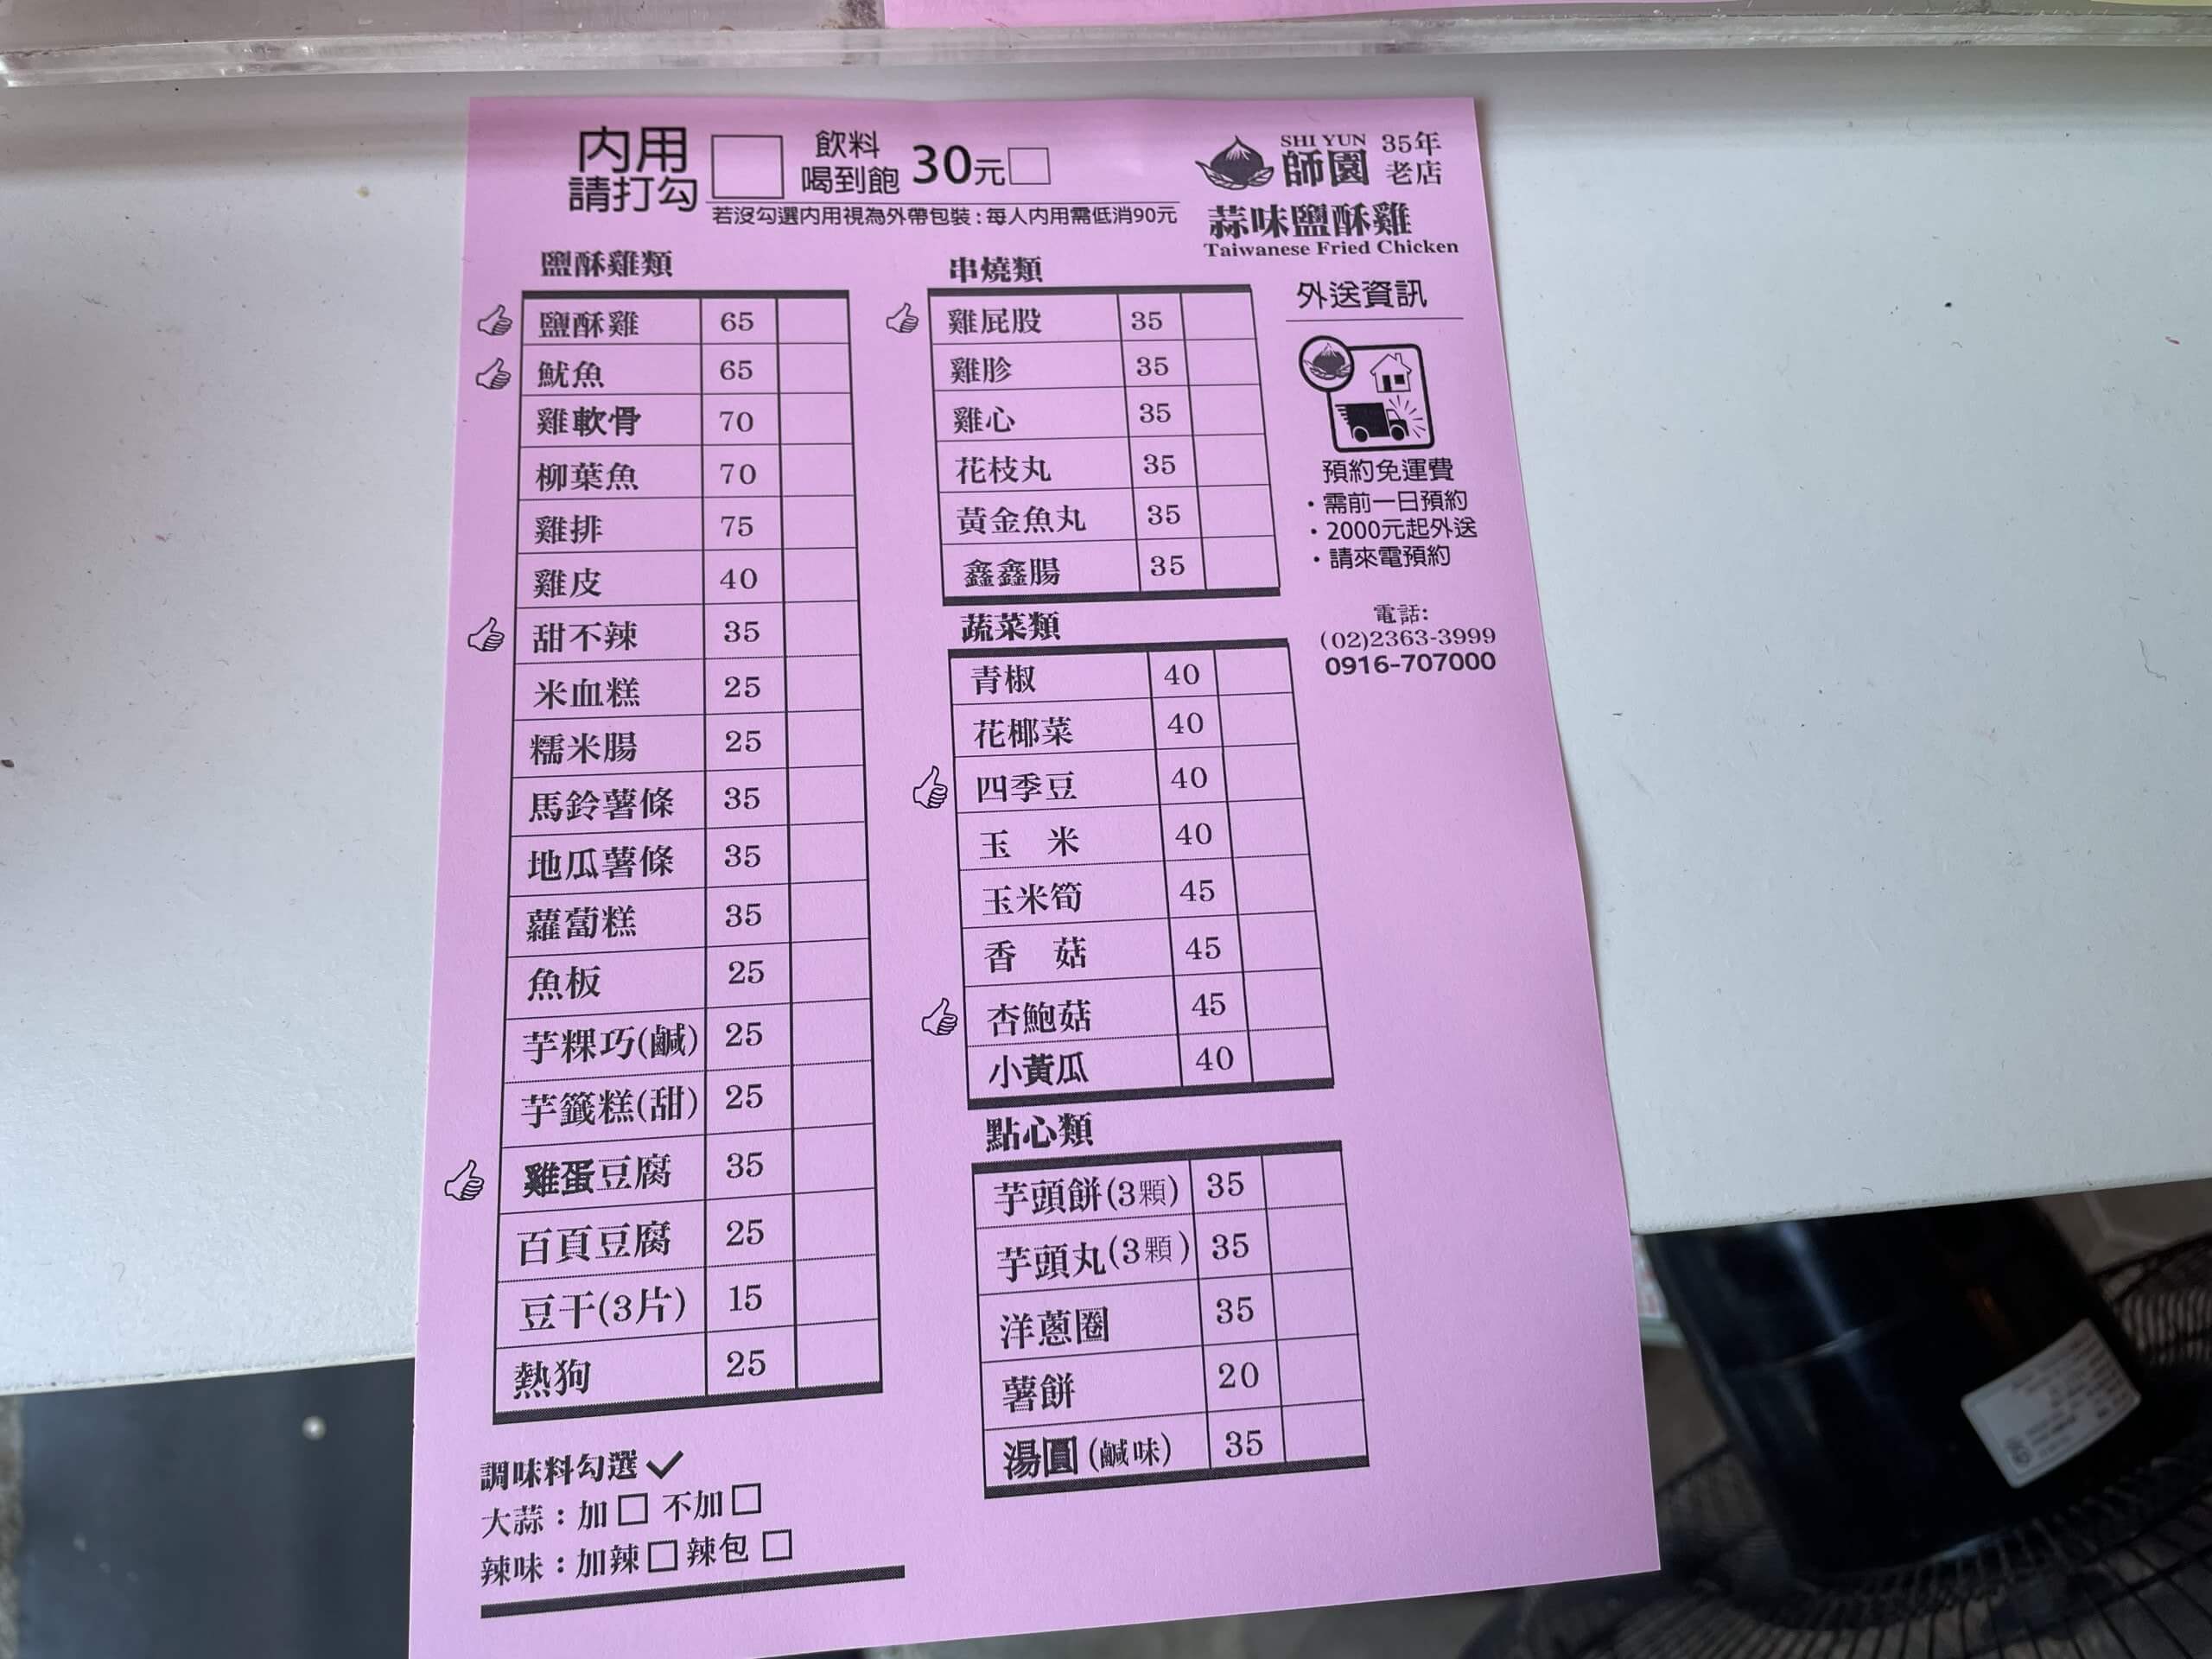 內用
請打勾
飲料
喝到飽 30元
若沒勾選內用視為外帶包裝:每人內用需低消90元
SHI YUN
師園
35年
老店
蒜味鹽酥雞
Taiwanese Fried Chicken
鹽酥雞類
鹽酥雞 65
魷魚 65
雞軟骨 70
柳葉魚 70
雞排 75
雞皮 40
甜不辣 35
米血糕 25
糯米腸 25
馬鈴薯條 35
地瓜薯條 35
蘿蔔糕 35
魚板 25
芋粿巧(鹹) 25
芋籤糕(甜) 25
雞蛋豆腐 35
百頁豆腐 25
豆干(3片) 15
熱狗 25
調味料勾選✓
大蒜：加□ 不加□
辣味：加辣□ 辣包□
串燒類
雞屁股 35
雞胗 35
雞心 35
花枝丸 35
黃金魚丸 35
鑫鑫腸 35
蔬菜類
青椒 40
花椰菜 40
四季豆 40
玉 米 40
玉米筍 45
香 菇 45
杏鮑菇 45
小黃瓜 40
點心類
芋頭餅(3顆) 35
芋頭丸(3顆) 35
洋蔥圈 35
薯餅 20
湯圓(鹹味) 35
外送資訊
預約免運費
・需前一日預約
・2000元起外送
・請來電預約
電話:
(02)2363-3999
0916-707000